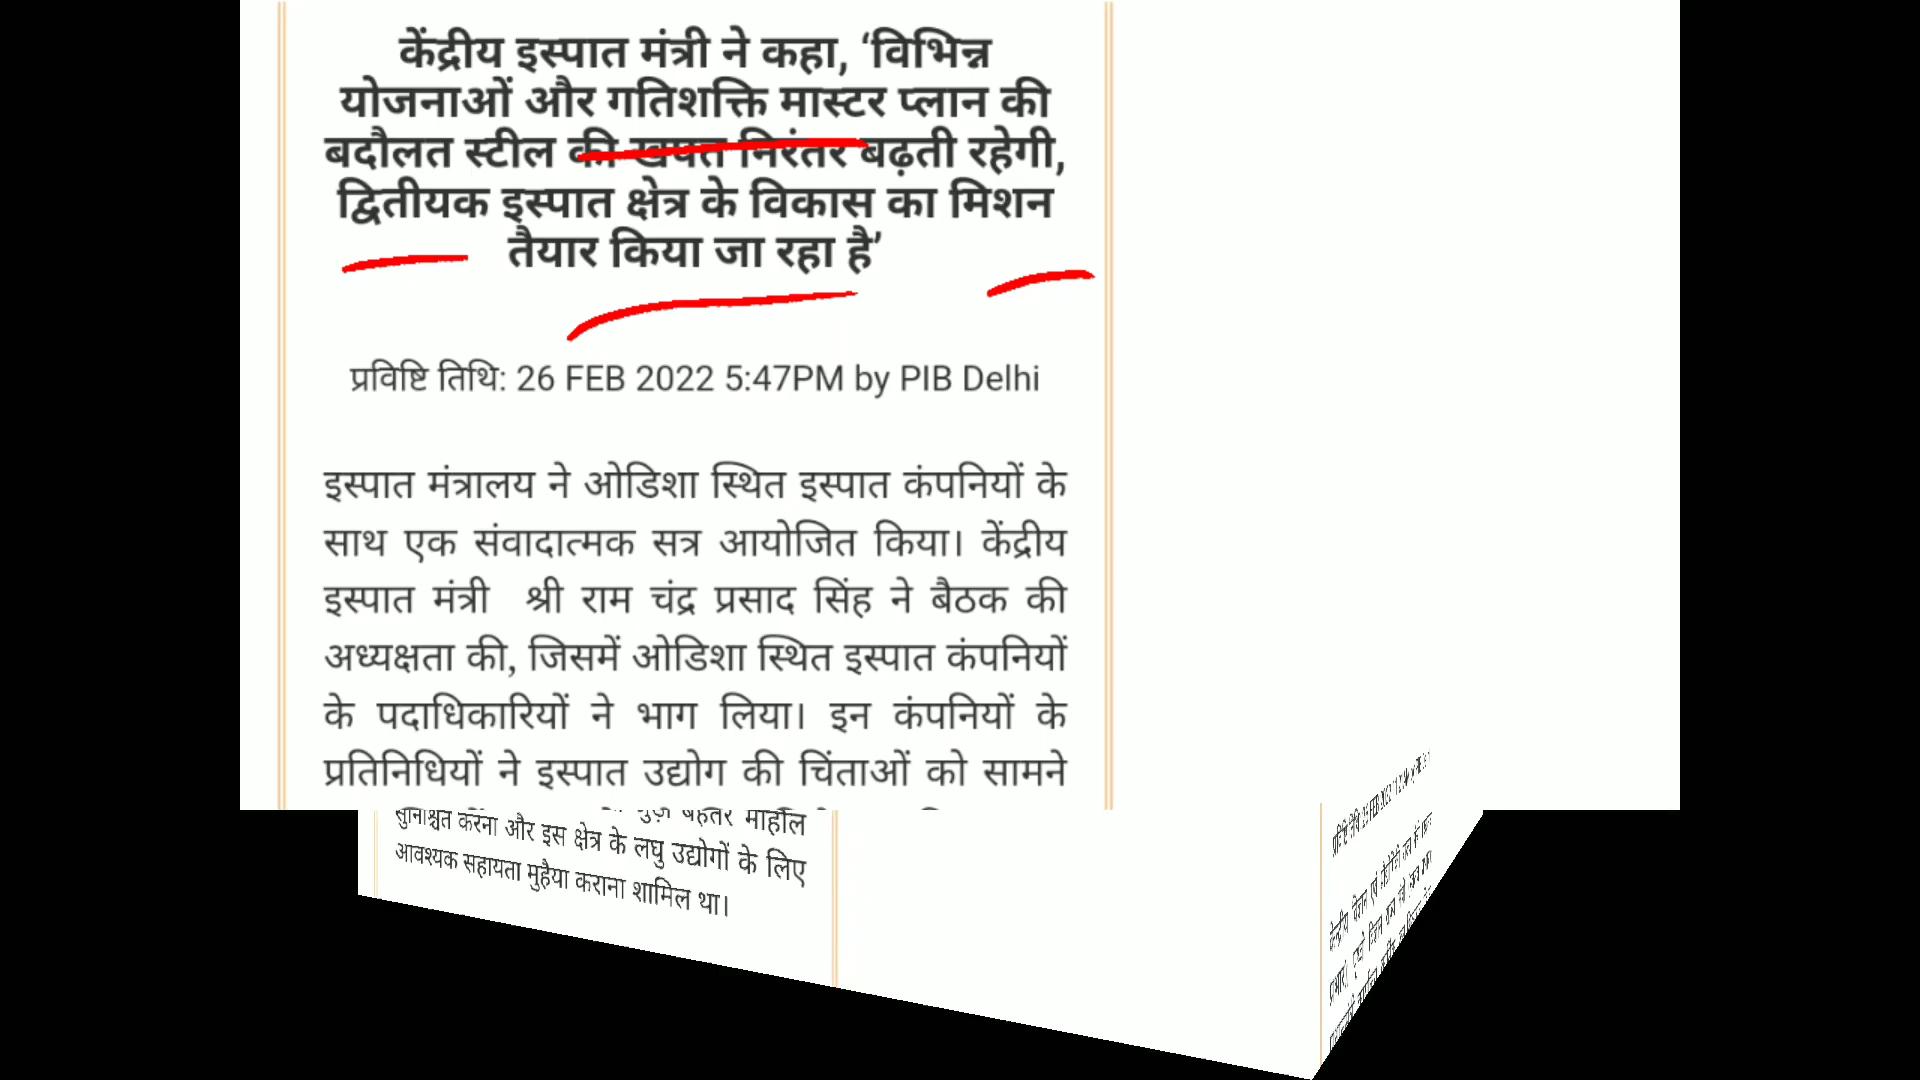 केंद्रीय इस्पात मंत्री ने कहा, ‘विभिन्न
योजनाओं और गतिशक्ति मास्टर प्लान की
बदौलत स्टील की खपत निरंतर बढ़ती रहेगी,
द्वितीयक इस्पात क्षेत्र के विकास का मिशन
तैयार किया जा रहा है’
प्रविष्टि तिथि: 26 FEB 2022 5:47PM by PIB Delhi
इस्पात मंत्रालय ने ओडिशा स्थित इस्पात कंपनियों के
साथ एक संवादात्मक सत्र आयोजित किया। केंद्रीय
इस्पात मंत्री श्री राम चंद्र प्रसाद सिंह ने बैठक की
अध्यक्षता की, जिसमें ओडिशा स्थित इस्पात कंपनियों
के पदाधिकारियों ने भाग लिया। इन कंपनियों के
प्रतिनिधियों ने इस्पात उद्योग की चिंताओं को सामने
बेहतर माहौल
सुनिश्चित करना और इस क्षेत्र के लघु उद्योगों के लिए
आवश्यक सहायता मुहैया कराना शामिल था।